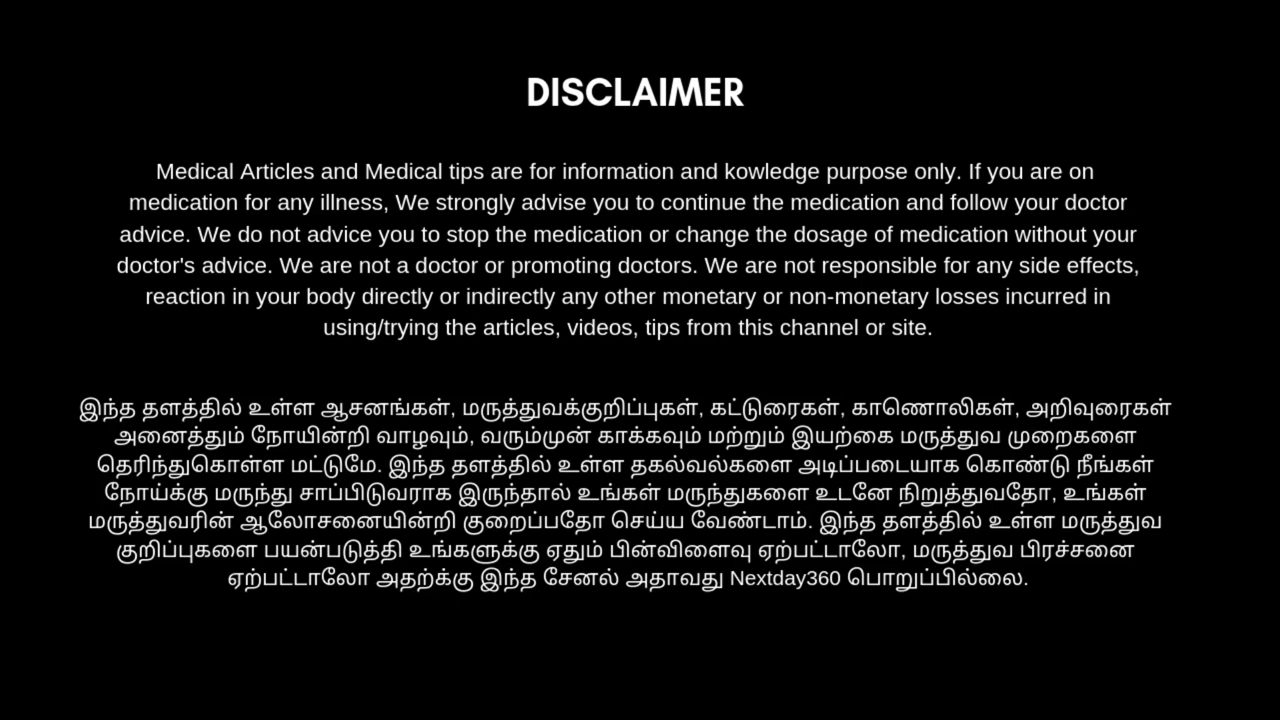 DISCLAIMER
Medical Articles and Medical tips are for information and kowledge purpose only. If you are on
medication for any illness, We strongly advise you to continue the medication and follow your doctor
advice. We do not advice you to stop the medication or change the dosage of medication without your
doctor's advice. We are not a doctor or promoting doctors. We are not responsible for any side effects,
reaction in your body directly or indirectly any other monetary or non-monetary losses incurred in
using/trying the articles, videos, tips from this channel or site.
இந்த தளத்தில் உள்ள ஆசனங்கள், மருத்துவக்குறிப்புகள், கட்டுரைகள், காணொலிகள், அறிவுரைகள்
அனைத்தும் நோயின்றி வாழவும், வரும்முன் காக்கவும் மற்றும் இயற்கை மருத்துவ முறைகளை
தெரிந்துகொள்ள மட்டுமே. இந்த தளத்தில் உள்ள தகல்வல்களை அடிப்படையாக கொண்டு நீங்கள்
நோய்க்கு மருந்து சாப்பிடுவராக இருந்தால் உங்கள் மருந்துகளை உடனே நிறுத்துவதோ, உங்கள்
மருத்துவரின் ஆலோசனையின்றி குறைப்பதோ செய்ய வேண்டாம். இந்த தளத்தில் உள்ள மருத்துவ
குறிப்புகளை பயன்படுத்தி உங்களுக்கு ஏதும் பின்விளைவு ஏற்பட்டாலோ, மருத்துவ பிரச்சனை
ஏற்பட்டாலோ அதற்க்கு இந்த சேனல் அதாவது Nextday360 பொறுப்பில்லை.